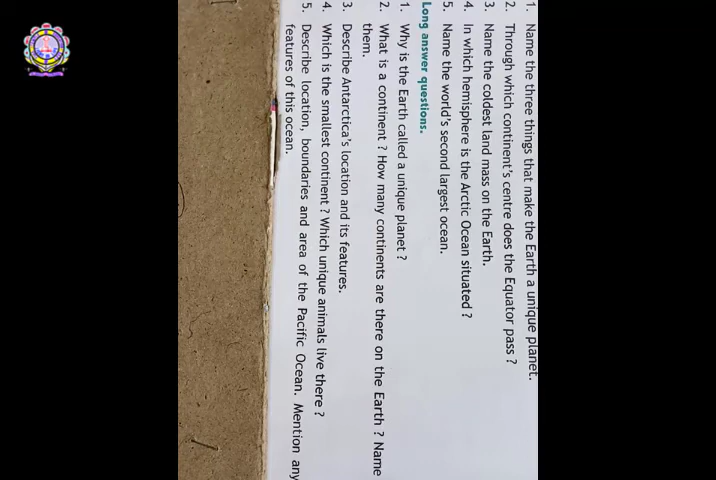 1. Name the three things that make the Earth a unique planet.
2. Through which continent's centre does the Equator pass ?
3. Name the coldest land mass on the Earth.
4. In which hemisphere is the Arctic Ocean situated ?
5. Name the world's second largest ocean.
Long answer questions.
1. Why is the Earth called a unique planet ?
2. What is a continent ? How many continents are there on the Earth ? Name
them.
3. Describe Antarctica's location and its features.
4. Which is the smallest continent ? Which unique animals live there ?
5. Describe location, boundaries and area of the Pacific Ocean. Mention any
features of this ocean.